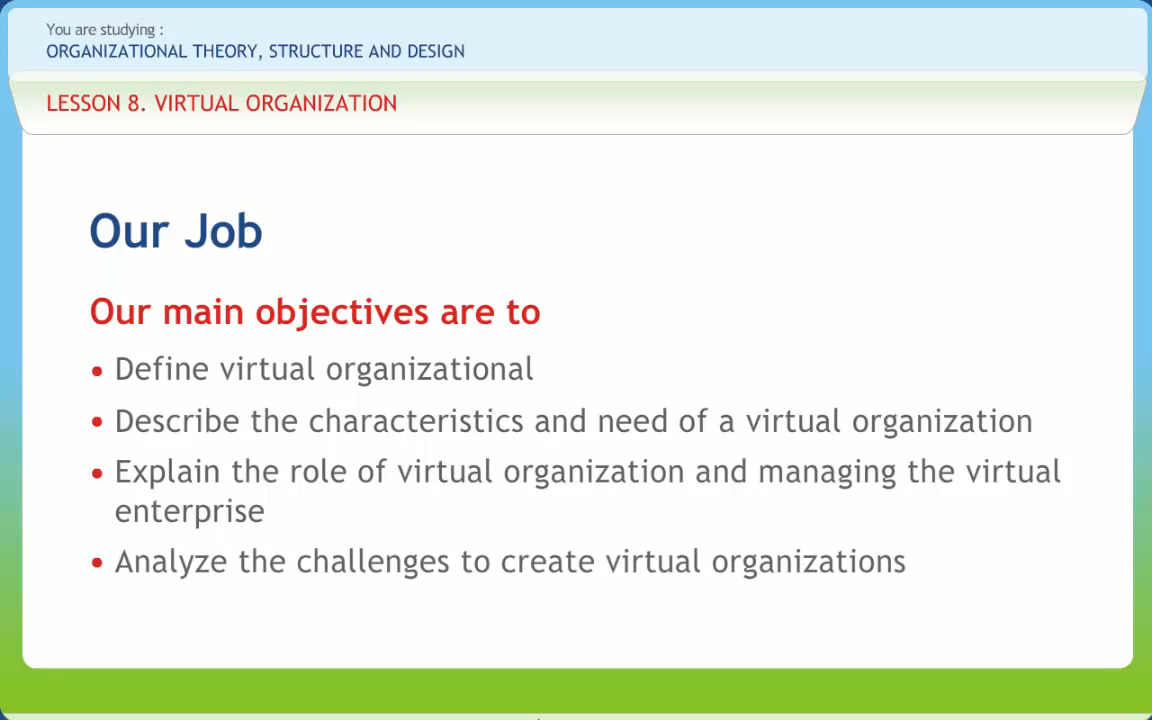 You are studying :
ORGANIZATIONAL THEORY, STRUCTURE AND DESIGN
LESSON 8. VIRTUAL ORGANIZATION
Our Job
Our main objectives are to
• Define virtual organizational
• Describe the characteristics and need of a virtual organization
• Explain the role of virtual organization and managing the virtual
enterprise
• Analyze the challenges to create virtual organizations